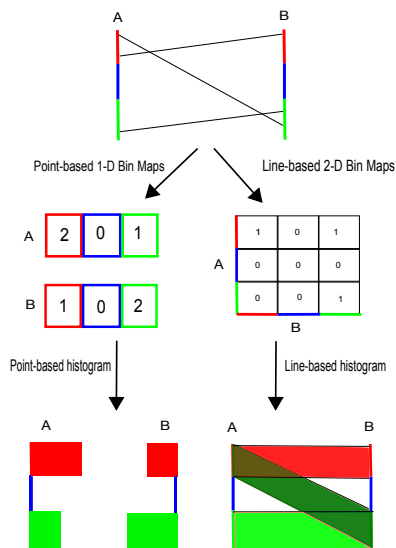 A B
Point-based 1-D Bin Maps Line-based 2-D Bin Maps
A 2 0 1
B 1 0 2
1 0 1
A 0 0 0
0 0 1
B
Point-based histogram Line-based histogram
A B A B